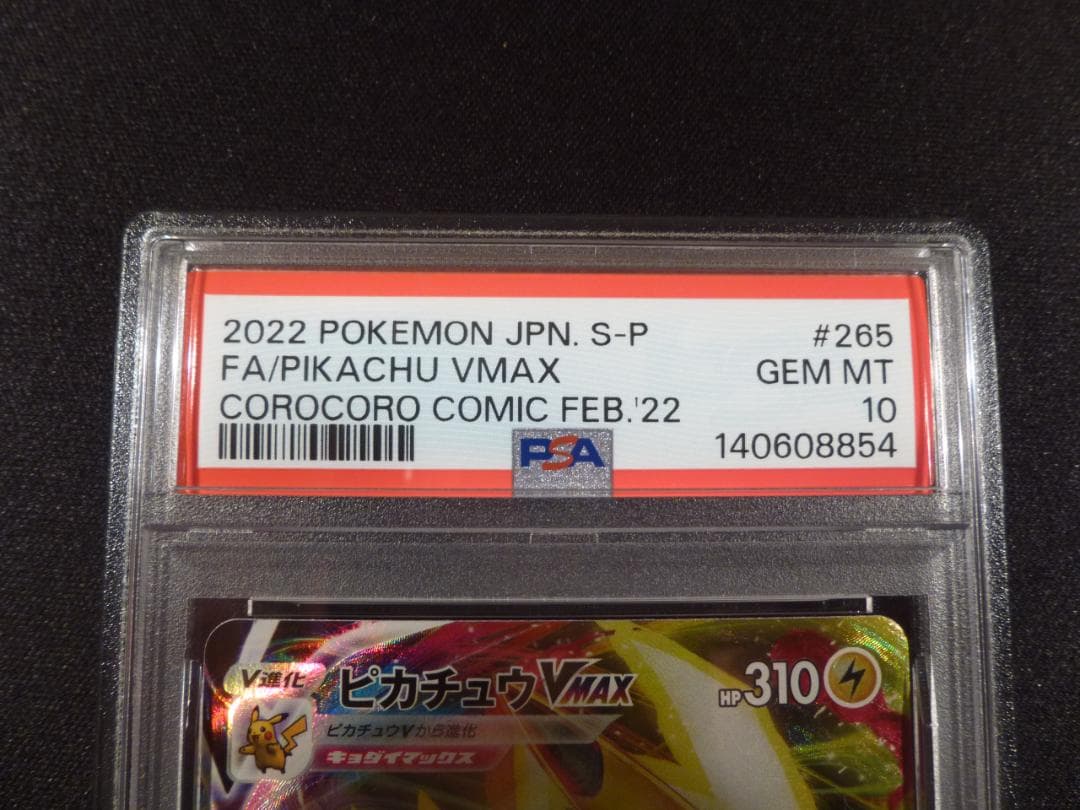 2022 POKEMON JPN. S-P #265
FA/PIKACHU VMAX GEM MT
COROCORO COMIC FEB.'22 10
PSA 140608854
V進化 ピカチュウVMAX HP310
ピカチュウVから進化
キョダイマックス